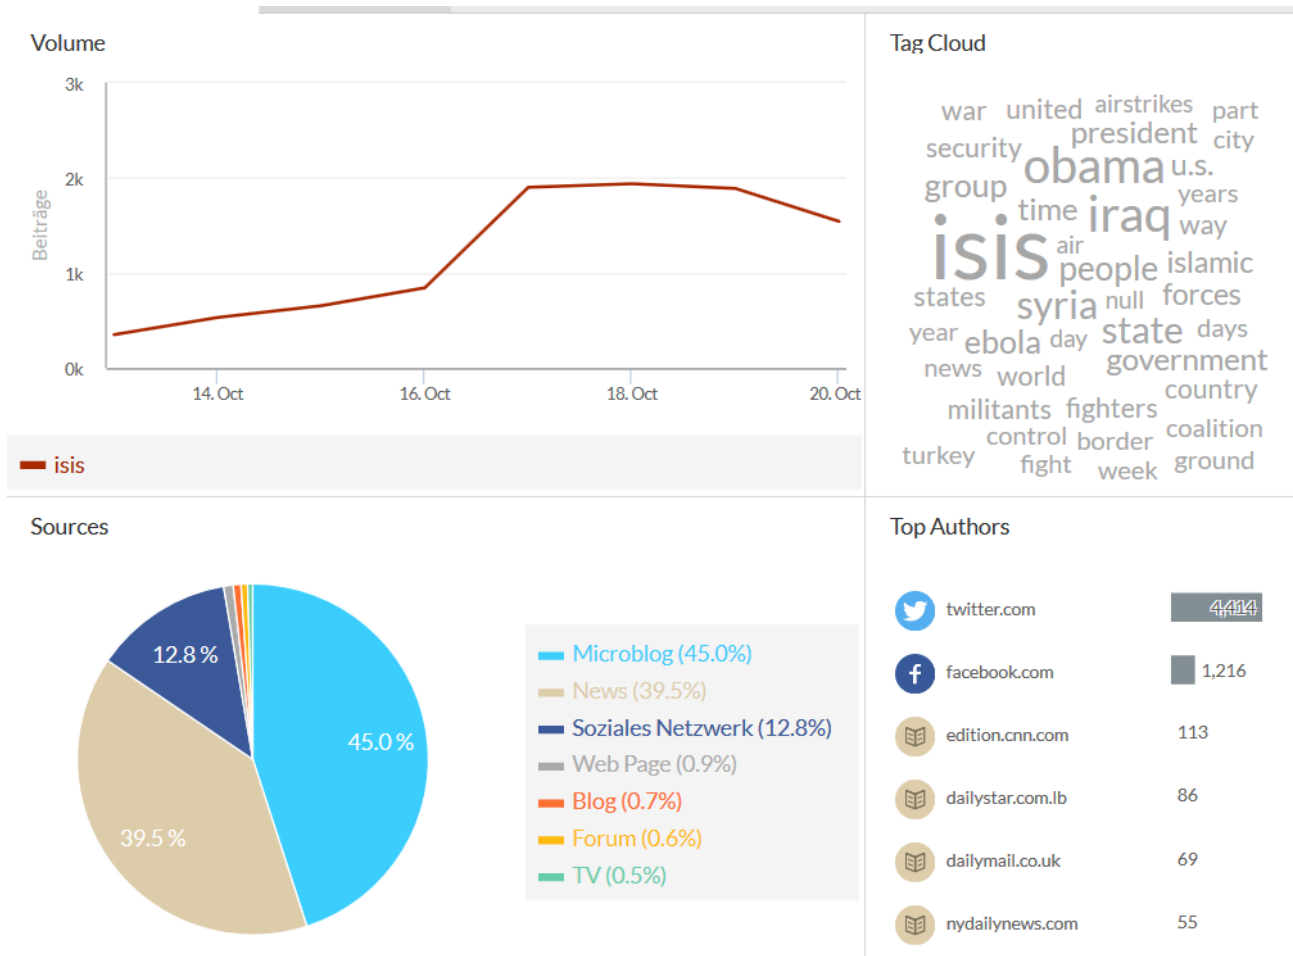 Volume
3k
2k
1k
0k
Beiträge
14. Oct 16. Oct 18. Oct 20. Oct
isis
Tag Cloud
war united airstrikes part
security president city
obama u.s.
group years
time iraq way
isis air
people islamic
states syria null forces
year ebola day state days
news world government
country
militants fighters
control border coalition
turkey fight week ground
Sources
12.8 %
45.0 %
39.5 %
Microblog (45.0%)
News (39.5%)
Soziales Netzwerk (12.8%)
Web Page (0.9%)
Blog (0.7%)
Forum (0.6%)
TV (0.5%)
Top Authors
twitter.com 4,414
facebook.com 1,216
edition.cnn.com 113
dailystar.com.lb 86
dailymail.co.uk 69
nydailynews.com 55